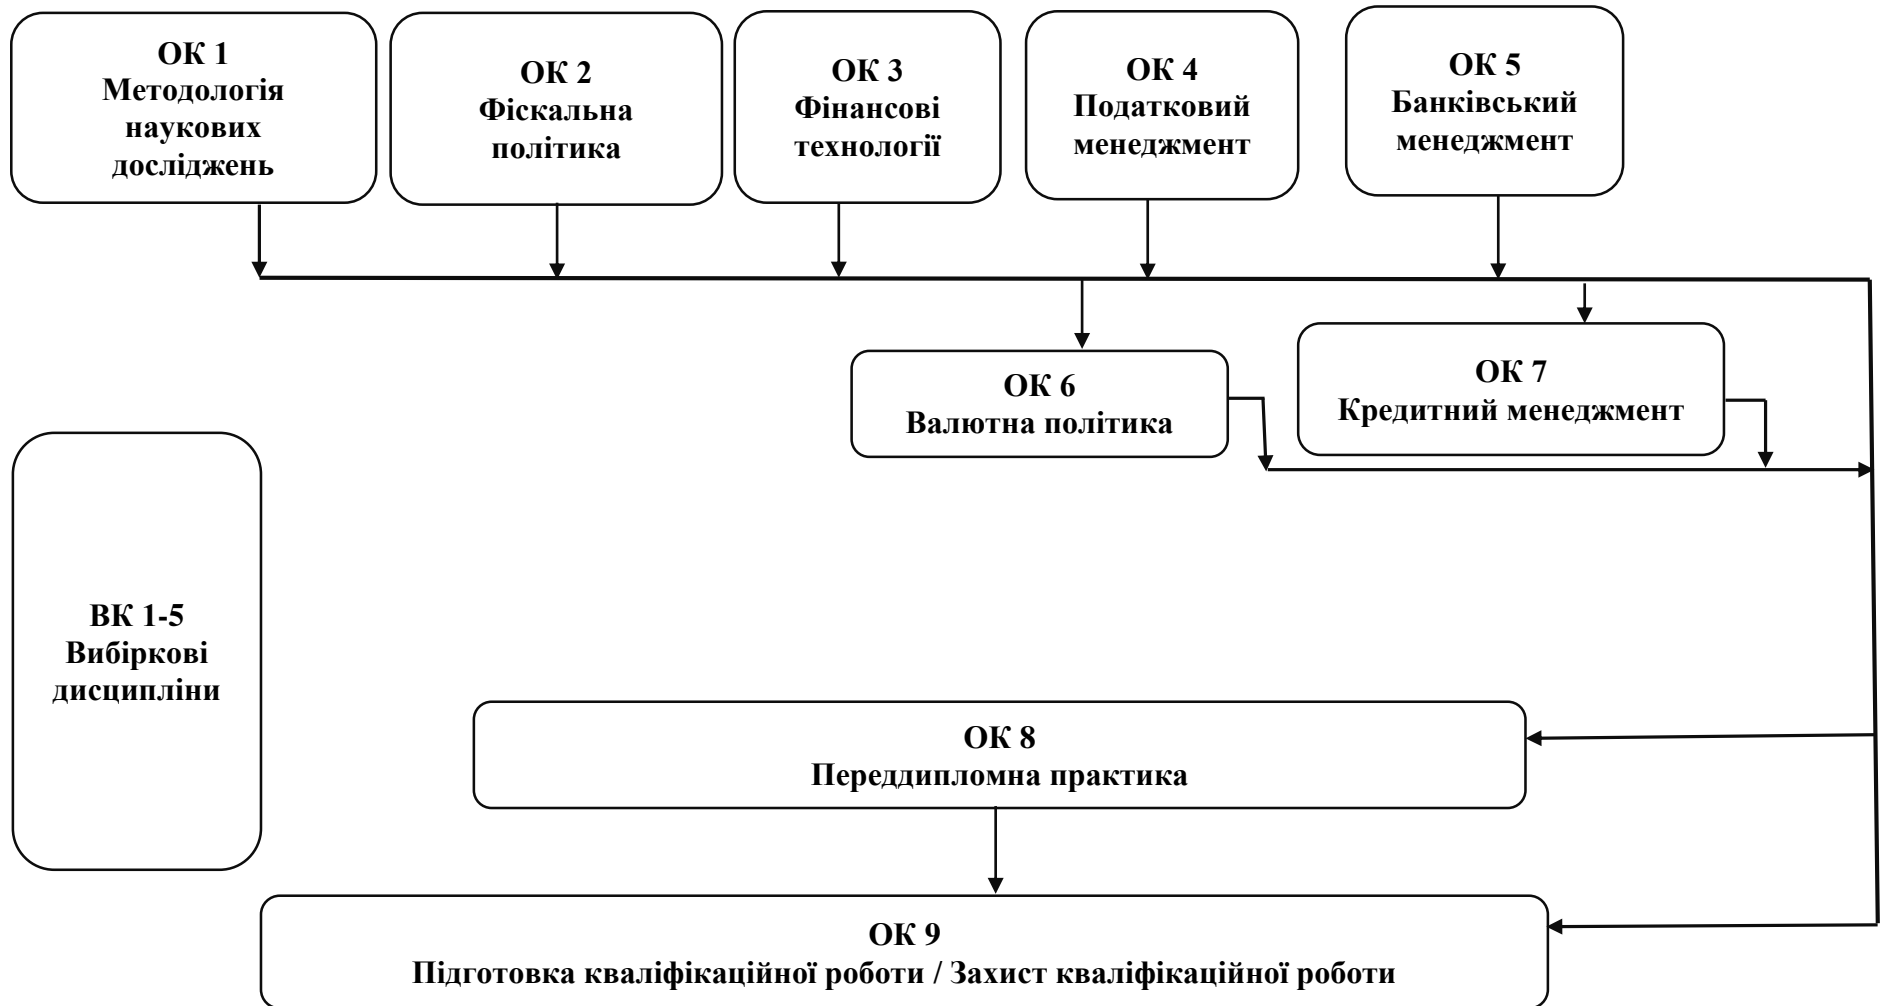 ОК 1
Методологія
наукових
досліджень
ОК 2
Фіскальна
політика
ОК 3
Фінансові
технології
ОК 4
Податковий
менеджмент
ОК 5
Банківський
менеджмент
ОК 6
Валютна політика
ОК 7
Кредитний менеджмент
ВК 1-5
Вибіркові
дисципліни
ОК 8
Переддипломна практика
ОК 9
Підготовка кваліфікаційної роботи / Захист кваліфікаційної роботи